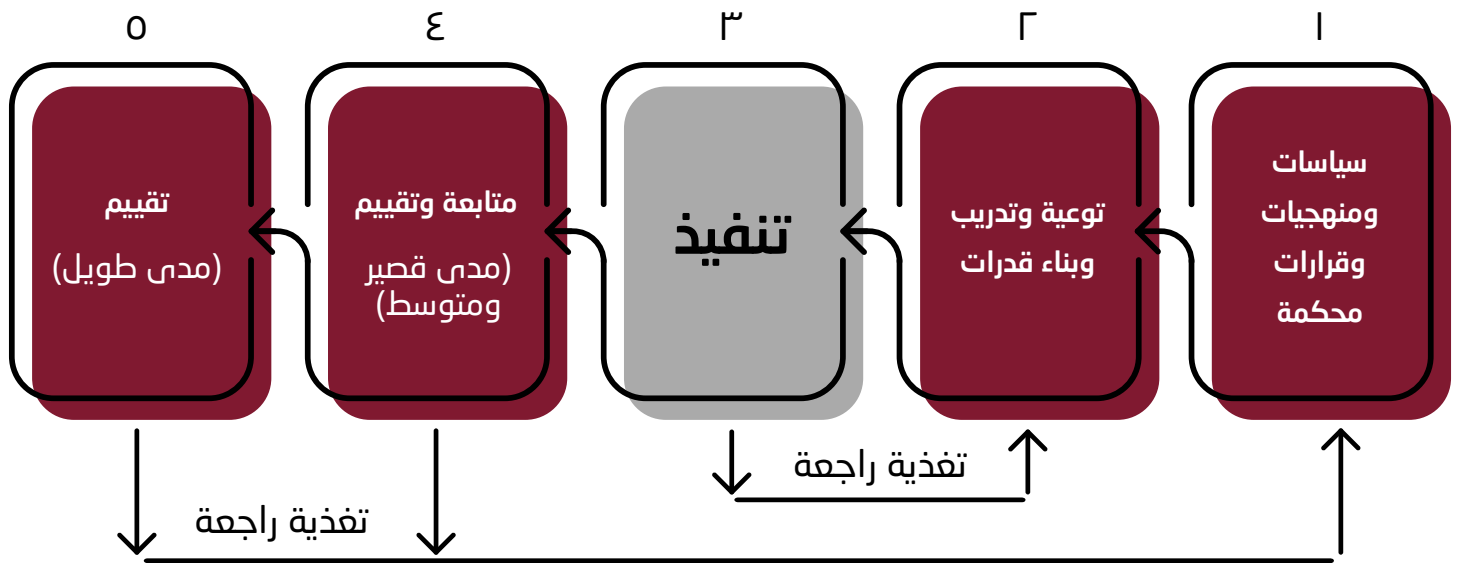 ١
٢
٣
٤
٥
سياسات
ومنهجيات
وقرارات
محكمة
توعية وتدريب
وبناء قدرات
تنفيذ
متابعة وتقييم
(مدى قصير
ومتوسط)
تقييم
(مدى طويل)
تغذية راجعة
تغذية راجعة